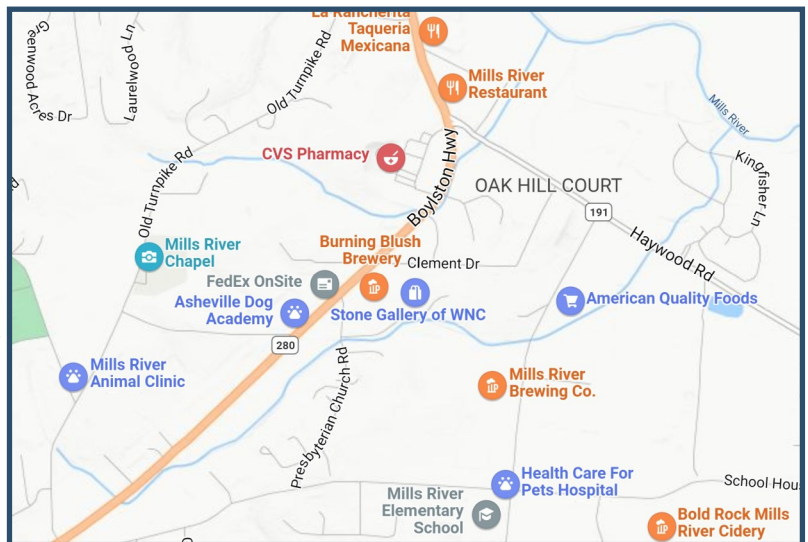 La Rancherita
Taqueria
Mexicana
Mills River
Restaurant
Greenwood Acres Dr
Laurelwood Ln
Old Turnpike Rd
Mills River
CVS Pharmacy
Boylston Hwy
Kingfisher Ln
OAK HILL COURT
191
Old Turnpike Rd
Haywood Rd
Mills River
Chapel
Burning Blush
Brewery
Clement Dr
FedEx OnSite
Asheville Dog
Academy
Stone Gallery of WNC
American Quality Foods
280
Mills River
Animal Clinic
Presbyterian Church Rd
Mills River
Brewing Co.
Health Care For
Pets Hospital
School Hou
Mills River
Elementary
School
Bold Rock Mills
River Cidery